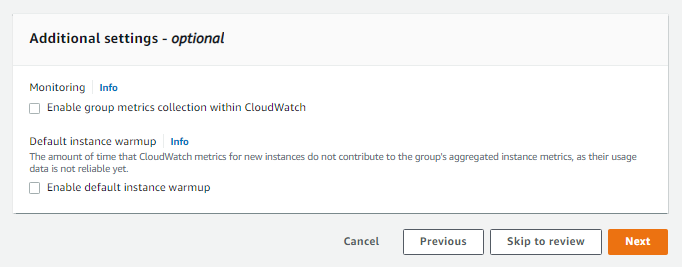 Additional settings - optional
Monitoring Info
Enable group metrics collection within CloudWatch
Default instance warmup Info
The amount of time that CloudWatch metrics for new instances do not contribute to the group's aggregated instance metrics, as their usage
data is not reliable yet.
Enable default instance warmup
Cancel Previous Skip to review Next